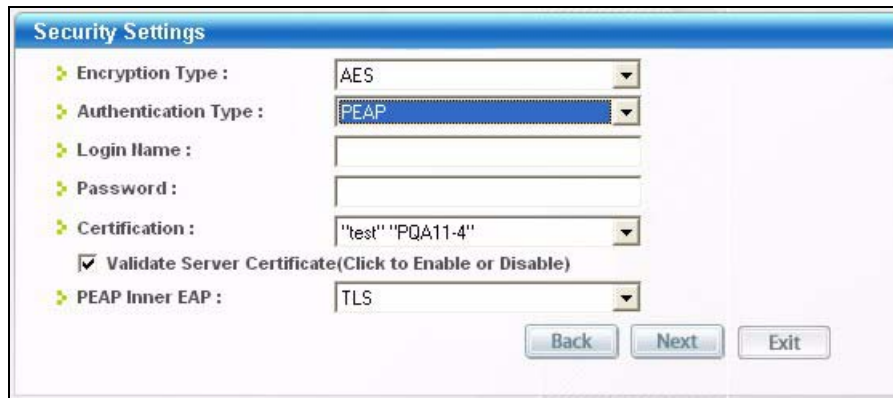 Security Settings
Encryption Type : AES
Authentication Type : PEAP
Login Name :
Password :
Certification : "test" "PQA11-4"
Validate Server Certificate(Click to Enable or Disable)
PEAP Inner EAP : TLS
Back Next Exit